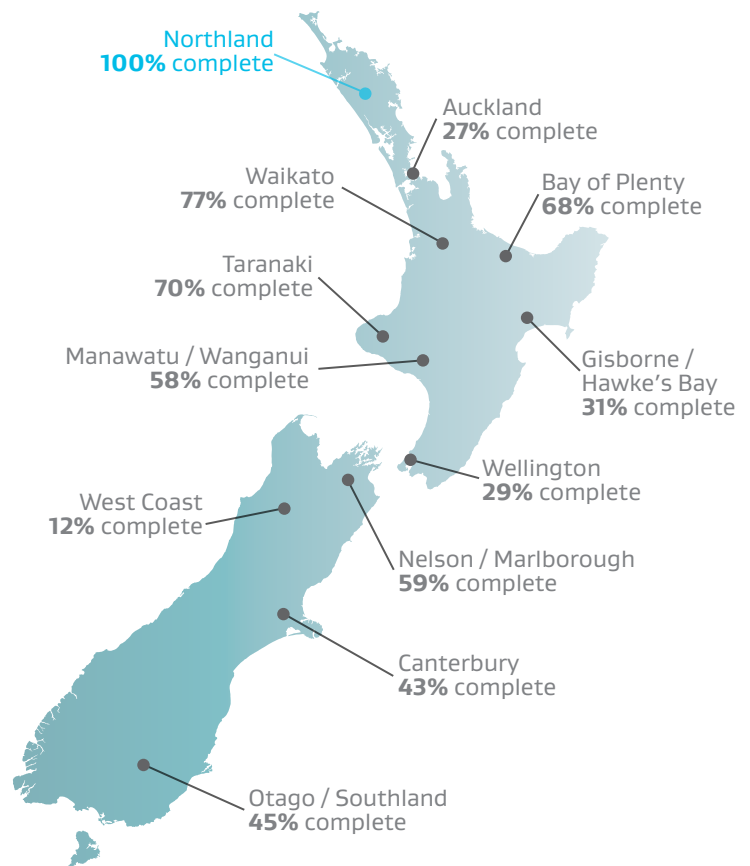 Northland
100% complete
Auckland
27% complete
Waikato
77% complete
Bay of Plenty
68% complete
Taranaki
70% complete
Manawatu / Wanganui
58% complete
Gisborne /
Hawke's Bay
31% complete
Wellington
29% complete
West Coast
12% complete
Nelson / Marlborough
59% complete
Canterbury
43% complete
Otago / Southland
45% complete